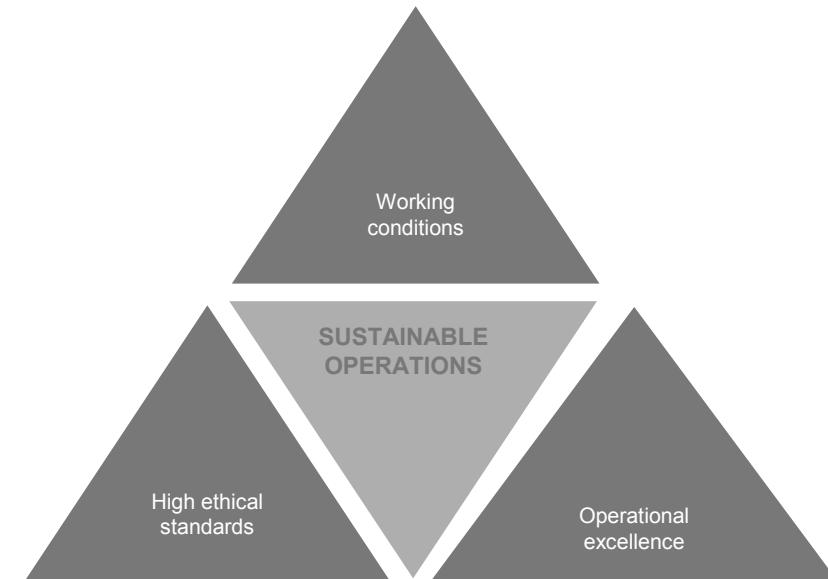 Working
conditions
SUSTAINABLE
OPERATIONS
High ethical
standards
Operational
excellence